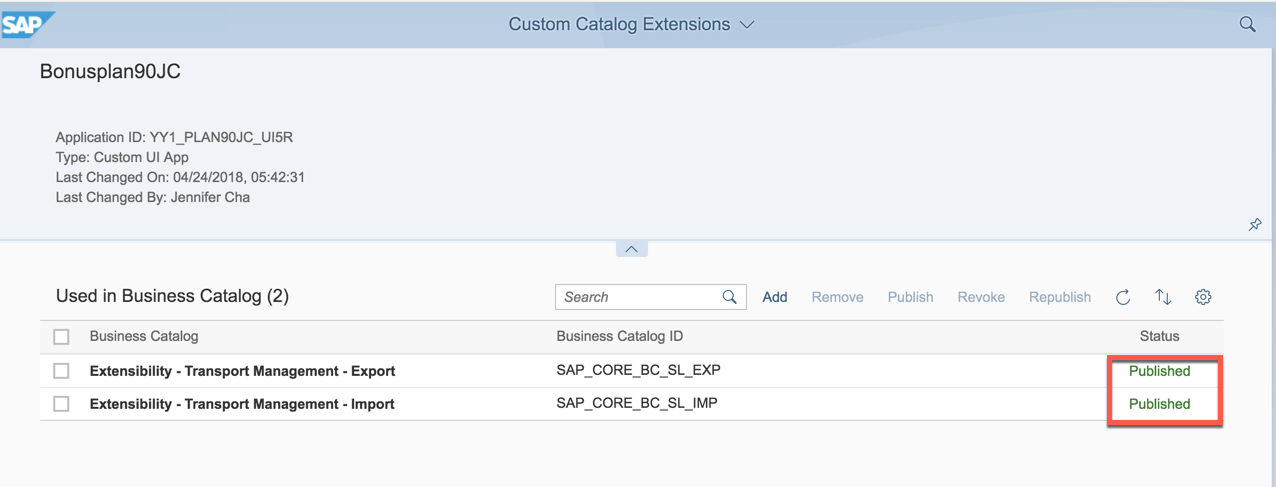 SAP Custom Catalog Extensions
Bonusplan90JC
Application ID: YY1_PLAN90JC_UI5R
Type: Custom UI App
Last Changed On: 04/24/2018, 05:42:31
Last Changed By: Jennifer Cha
Used in Business Catalog (2) Search Add Remove Publish Revoke Republish
Business Catalog Business Catalog ID Status
Extensibility - Transport Management - Export SAP_CORE_BC_SL_EXP Published
Extensibility - Transport Management - Import SAP_CORE_BC_SL_IMP Published